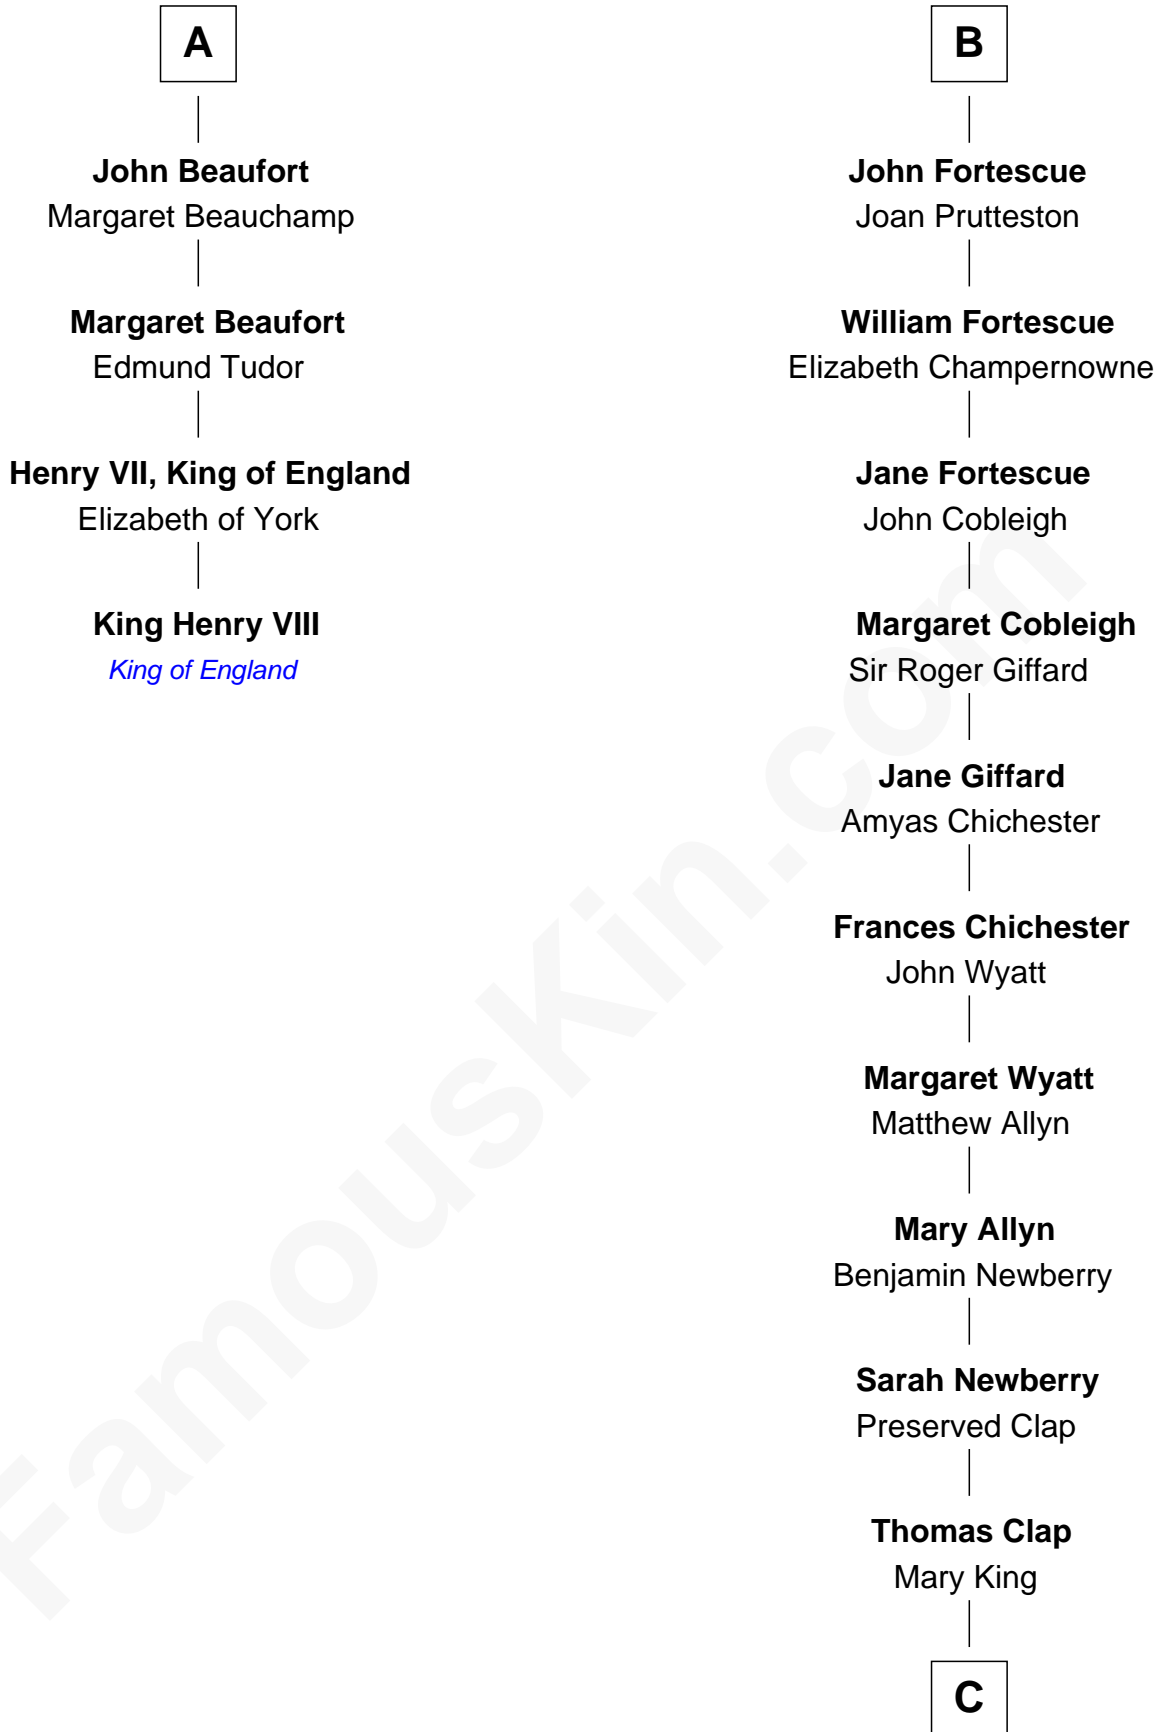 A
John Beaufort
Margaret Beauchamp
Margaret Beaufort
Edmund Tudor
Henry VII, King of England
Elizabeth of York
King Henry VIII
King of England
B
John Fortescue
Joan Prutteston
William Fortescue
Elizabeth Champernowne
Jane Fortescue
John Cobleigh
Margaret Cobleigh
Sir Roger Giffard
Jane Giffard
Amyas Chichester
Frances Chichester
John Wyatt
Margaret Wyatt
Matthew Allyn
Mary Allyn
Benjamin Newberry
Sarah Newberry
Preserved Clap
Thomas Clap
Mary King
C
FamousKin.com